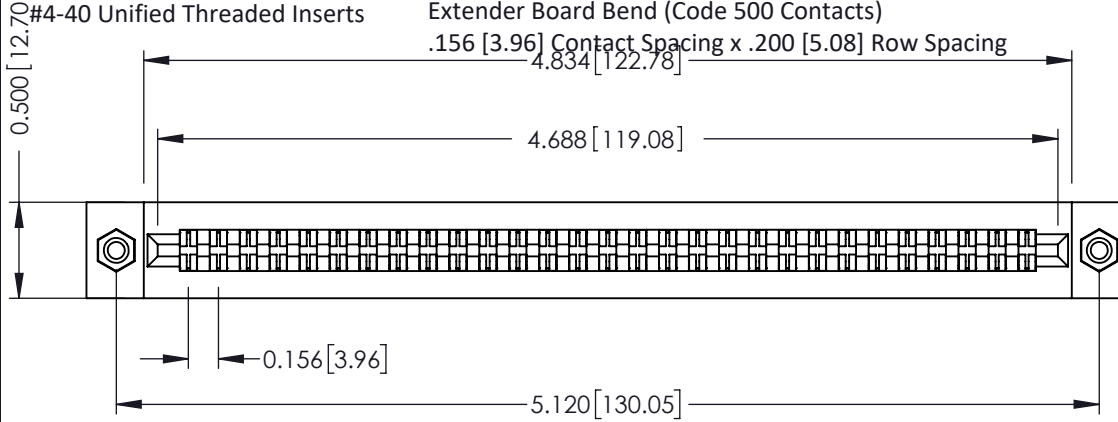 #4-40 Unified Threaded Inserts
Extender Board Bend (Code 500 Contacts)
.156 [3.96] Contact Spacing x .200 [5.08] Row Spacing
4.834[122.78]
0.500 [12.70
4.688[119.08]
0.156[3.96]
5.120[130.05]